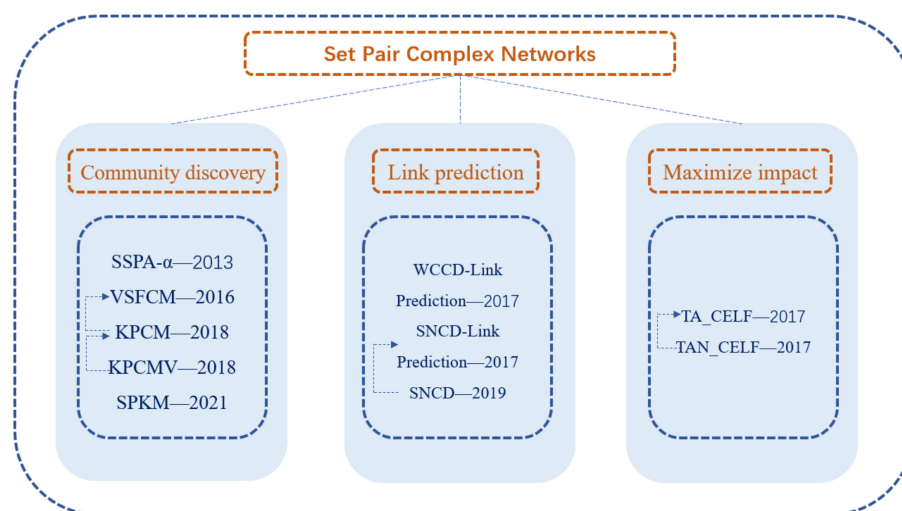 Set Pair Complex Networks
Community discovery
SSPA-α—2013
VSFCM—2016
KPCM—2018
KPCMV—2018
SPKM—2021
Link prediction
WCCD-Link
Prediction—2017
SNCD-Link
Prediction—2017
SNCD—2019
Maximize impact
TA_CELF—2017
TAN_CELF—2017